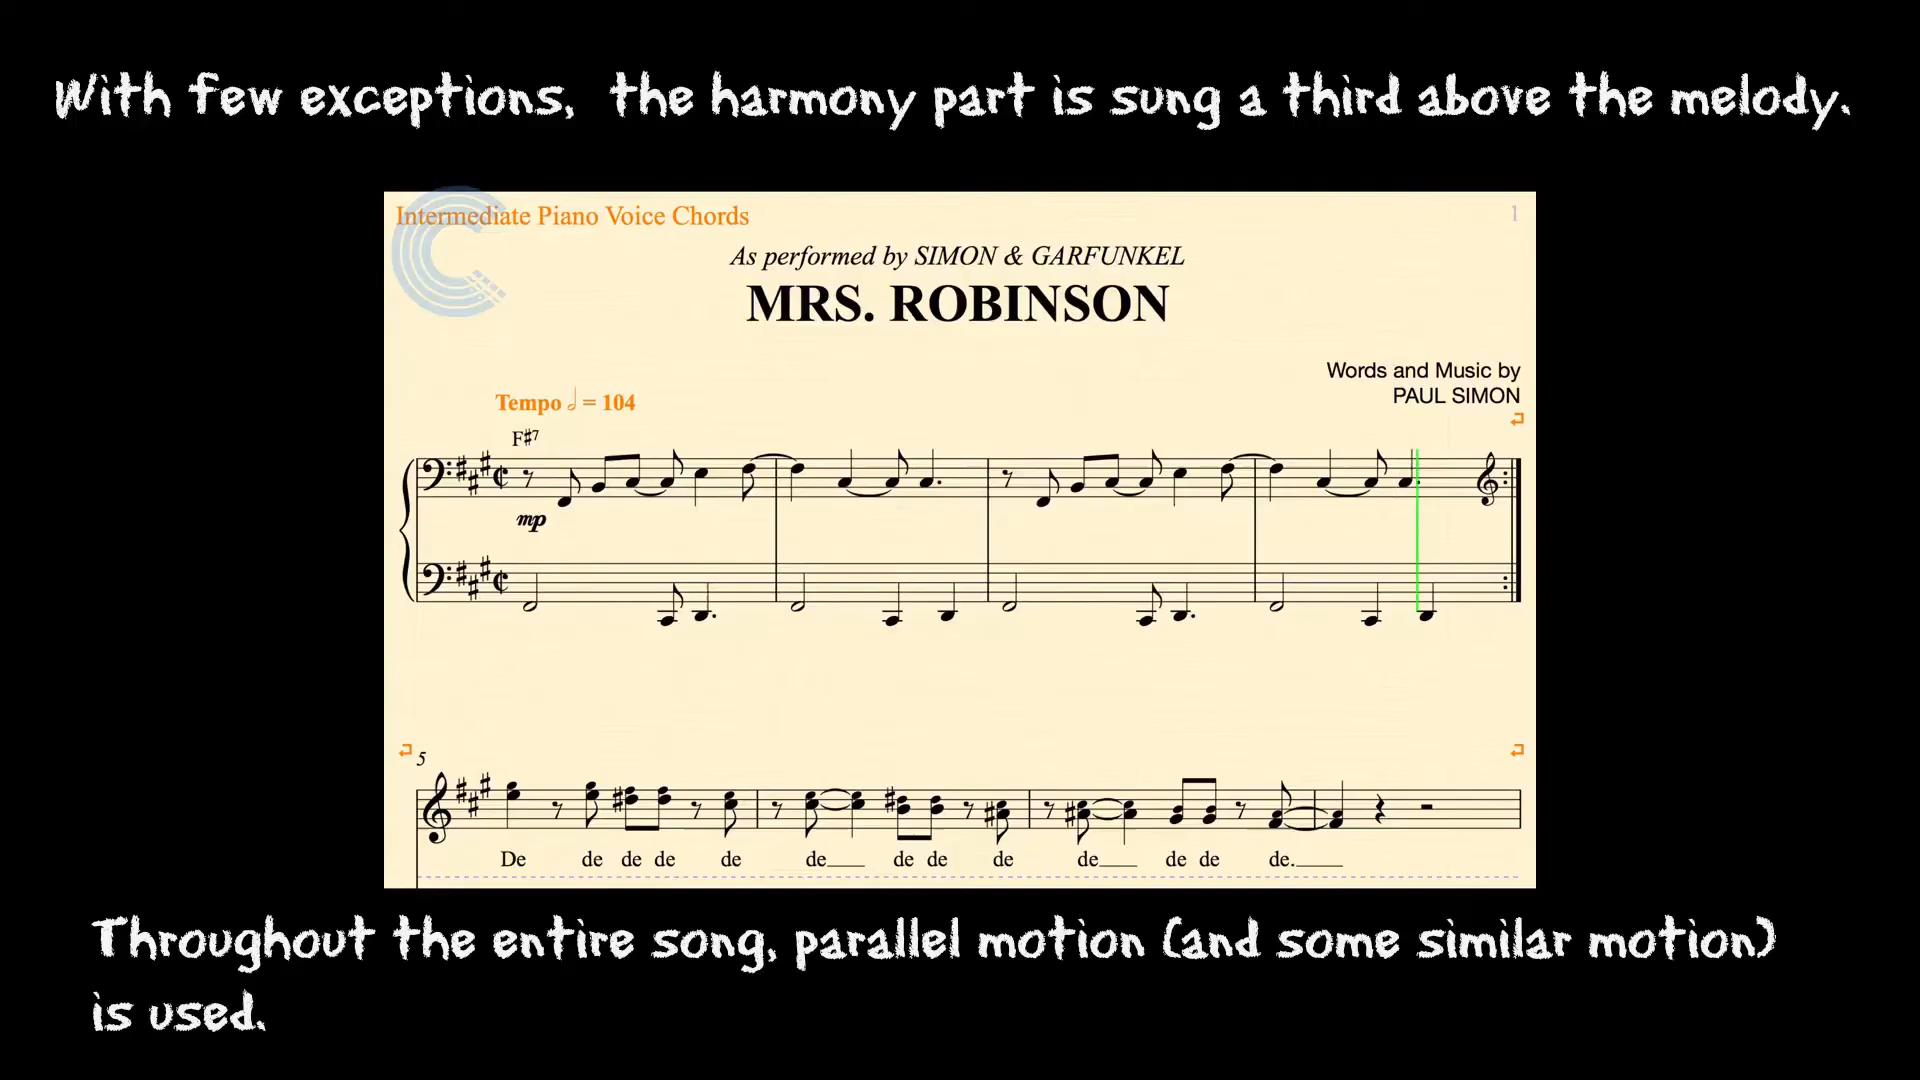 With few exceptions, the harmony part is sung a third above the melody.
Intermediate Piano Voice Chords
1
As performed by SIMON & GARFUNKEL
MRS. ROBINSON
Words and Music by
PAUL SIMON
Tempo 𝅗𝅥 = 104
F♯7
mp
5
De de de de de de de de de de de de de.
Throughout the entire song, parallel motion (and some similar motion)
is used.